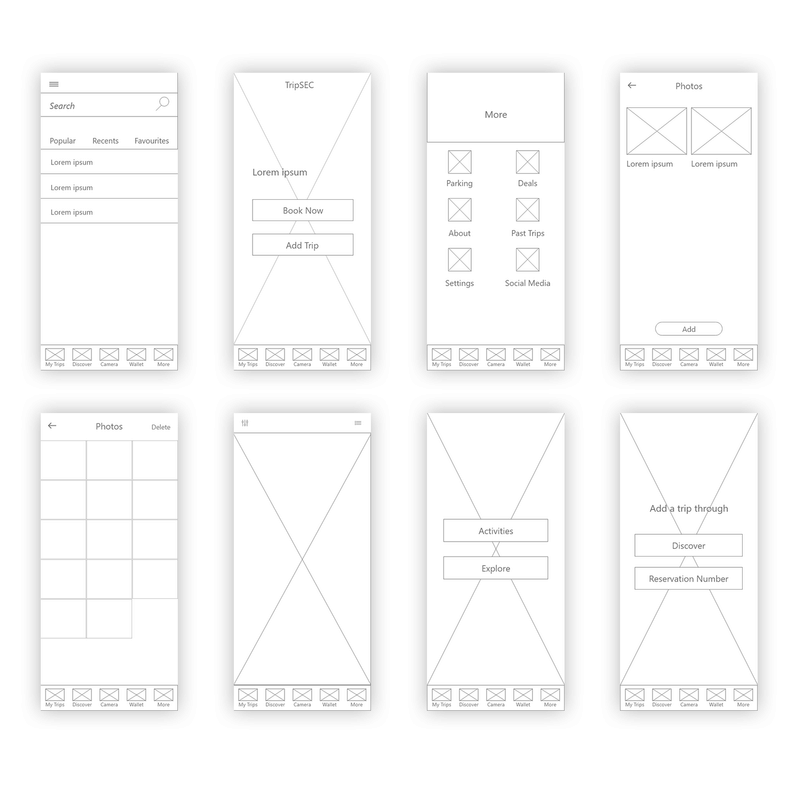 Search
Popular Recents Favourites
Lorem ipsum
Lorem ipsum
Lorem ipsum
My Trips Discover Camera Wallet More
TripSEC
Lorem ipsum
Book Now
Add Trip
My Trips Discover Camera Wallet More
More
Parking Deals
About Past Trips
Settings Social Media
My Trips Discover Camera Wallet More
Photos
Lorem ipsum Lorem ipsum
Add
My Trips Discover Camera Wallet More
Photos Delete
My Trips Discover Camera Wallet More
My Trips Discover Camera Wallet More
Activities
Explore
My Trips Discover Camera Wallet More
Add a trip through
Discover
Reservation Number
My Trips Discover Camera Wallet More